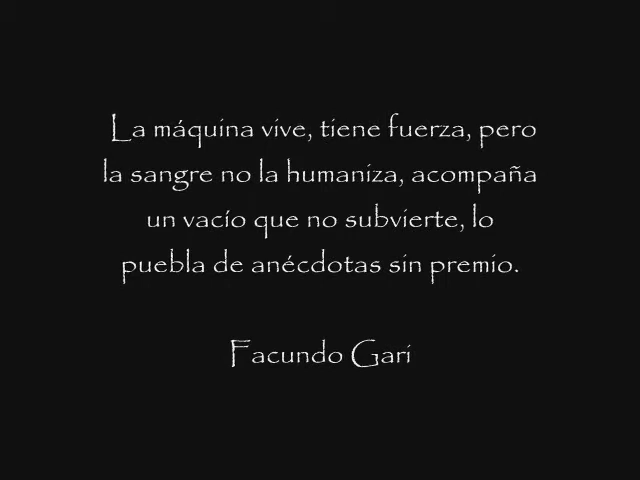 La máquina vive, tiene fuerza, pero
la sangre no la humaniza, acompaña
un vacío que no subvierte, lo
puebla de anécdotas sin premio.
Facundo Gari